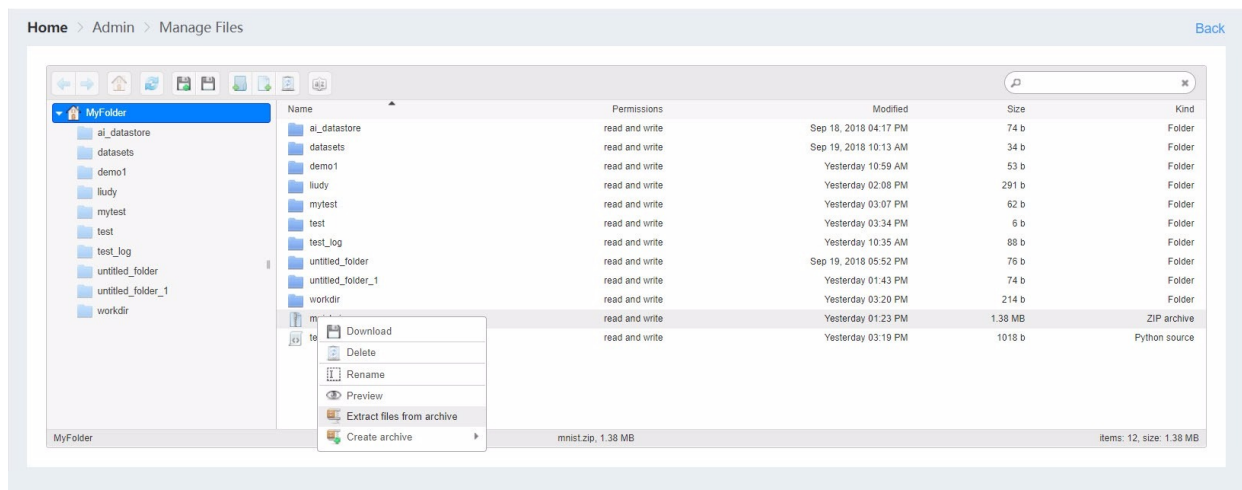 Home > Admin > Manage Files Back
MyFolder
ai_datastore
datasets
demo1
liudy
mytest
test
test_log
untitled_folder
untitled_folder_1
workdir
Name Permissions Modified Size Kind
ai_datastore read and write Sep 18, 2018 04:17 PM 74 b Folder
datasets read and write Sep 19, 2018 10:13 AM 34 b Folder
demo1 read and write Yesterday 10:59 AM 53 b Folder
liudy read and write Yesterday 02:08 PM 291 b Folder
mytest read and write Yesterday 03:07 PM 62 b Folder
test read and write Yesterday 03:34 PM 6 b Folder
test_log read and write Yesterday 10:35 AM 88 b Folder
untitled_folder read and write Sep 19, 2018 05:52 PM 76 b Folder
untitled_folder_1 read and write Yesterday 01:43 PM 74 b Folder
workdir read and write Yesterday 03:20 PM 214 b Folder
read and write Yesterday 01:23 PM 1.38 MB ZIP archive
te read and write Yesterday 03:19 PM 1018 b Python source
Download
Delete
Rename
Preview
Extract files from archive
Create archive
MyFolder mnist.zip, 1.38 MB items: 12, size: 1.38 MB